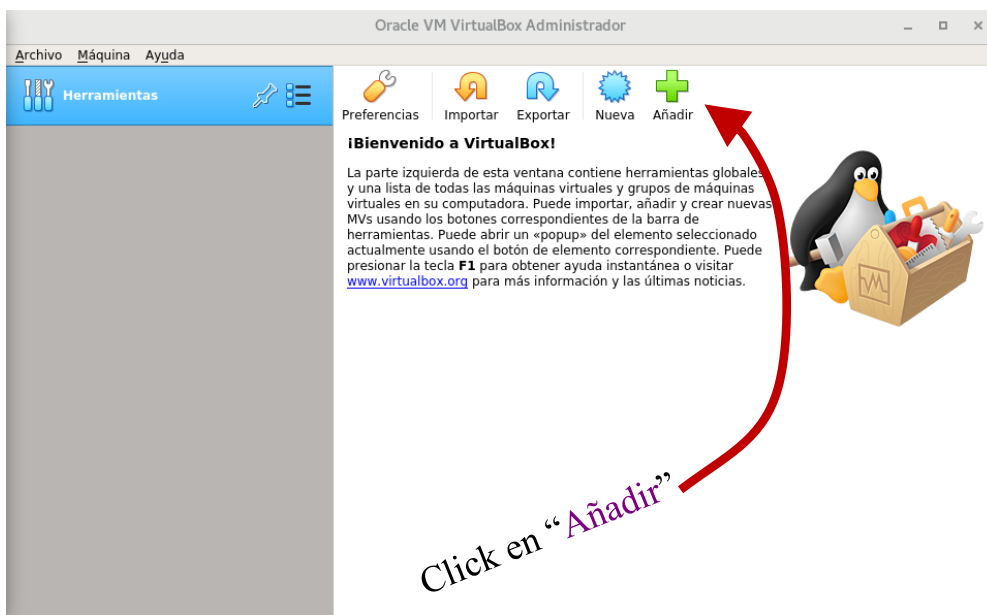 Oracle VM VirtualBox Administrador
Archivo Máquina Ayuda
Herramientas
Preferencias Importar Exportar Nueva Añadir
¡Bienvenido a VirtualBox!
La parte izquierda de esta ventana contiene herramientas globales
y una lista de todas las máquinas virtuales y grupos de máquinas
virtuales en su computadora. Puede importar, añadir y crear nuevas
MVs usando los botones correspondientes de la barra de
herramientas. Puede abrir un «popup» del elemento seleccionado
actualmente usando el botón de elemento correspondiente. Puede
presionar la tecla F1 para obtener ayuda instantánea o visitar
www.virtualbox.org para más información y las últimas noticias.
Click en “Añadir”